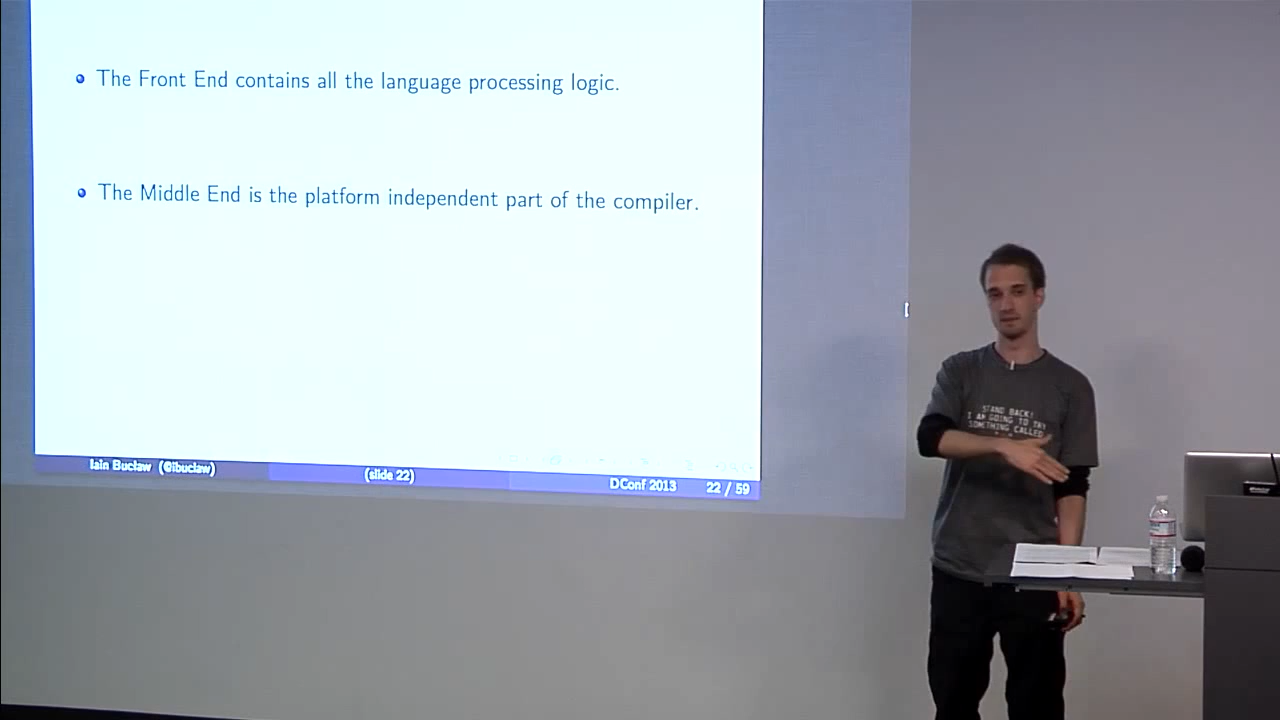 The Front End contains all the language processing logic.
The Middle End is the platform independent part of the compiler.
Iain Buclaw (@ibuclaw)
(slide 22)
DConf 2013
22 / 59
STAND BACK!
I AM GOING TO TRY
SOMETHING CALLED